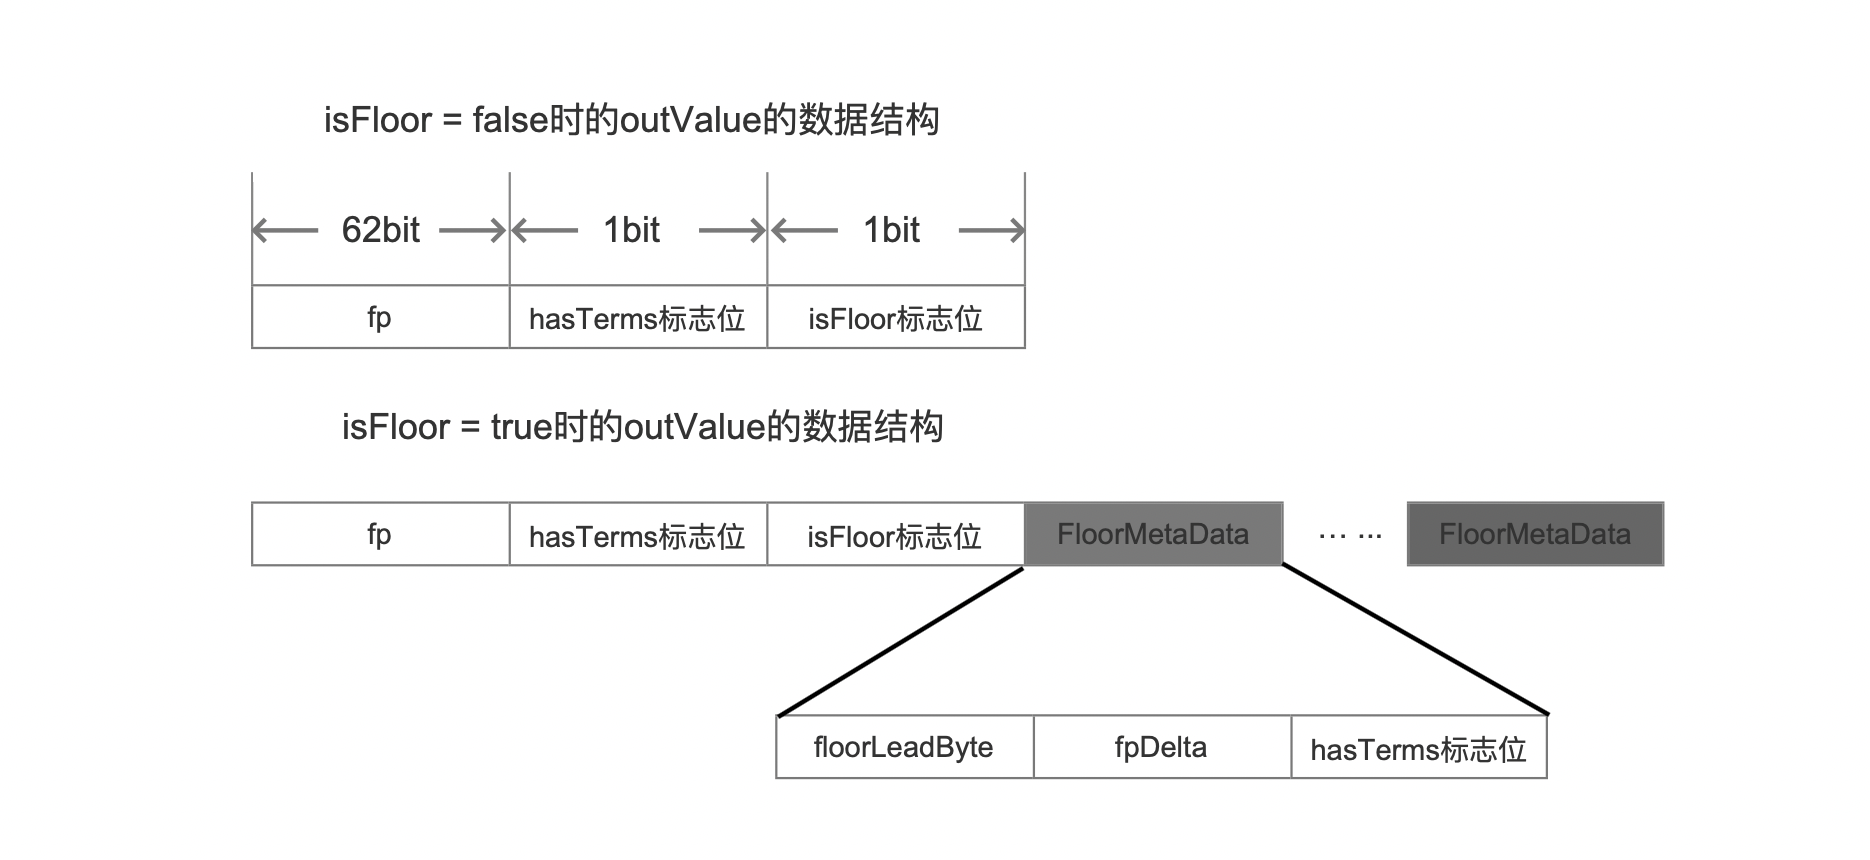 isFloor = false时的outValue的数据结构
62bit 1bit 1bit
fp hasTerms标志位 isFloor标志位
isFloor = true时的outValue的数据结构
fp hasTerms标志位 isFloor标志位 FloorMetaData ... ... FloorMetaData
floorLeadByte fpDelta hasTerms标志位